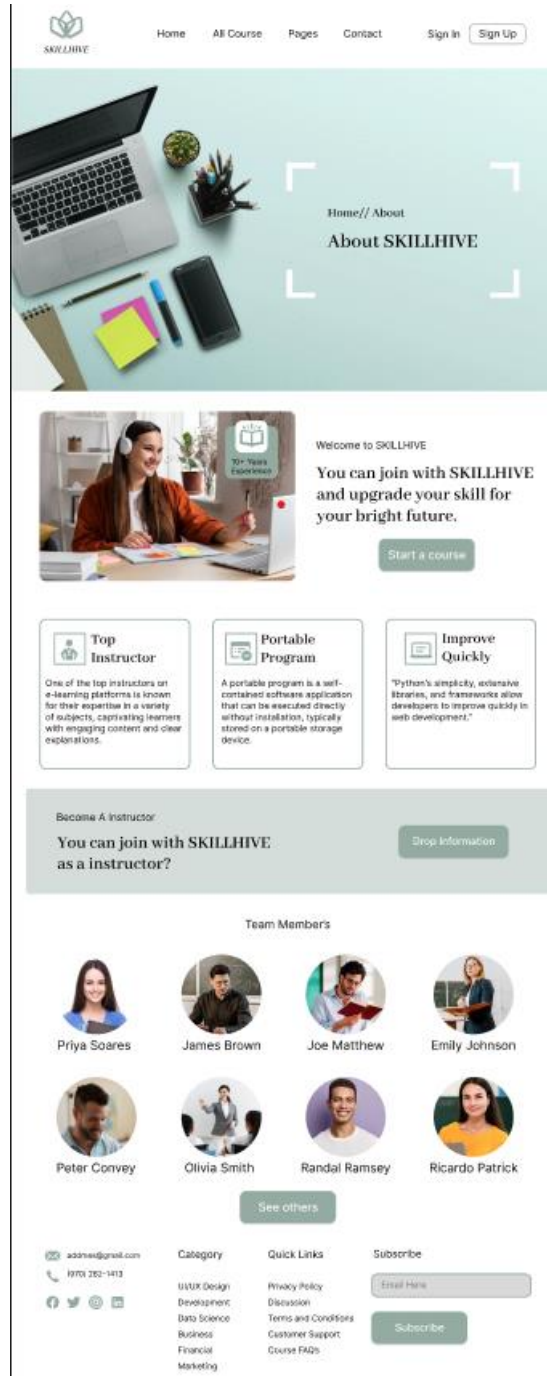 SKILLHIVE
Home All Course Pages Contact Sign In Sign Up
Home// About
About SKILLHIVE
10+ Years
Experience
Welcome to SKILLHIVE
You can join with SKILLHIVE
and upgrade your skill for
your bright future.
Start a course
Top
Instructor
One of the top instructors on
e-learning platforms is known
for their expertise in a variety
of subjects, captivating learners
with engaging content and clear
explanations.
Portable
Program
A portable program is a self-
contained software application
that can be executed directly
without installation, typically
stored on a portable storage
device.
Improve
Quickly
"Python's simplicity, extensive
libraries, and frameworks allow
developers to improve quickly in
web development."
Become A Instructor
You can join with SKILLHIVE
as a instructor?
Drop Information
Team Member's
Priya Soares James Brown Joe Matthew Emily Johnson
Peter Convey Olivia Smith Randal Ramsey Ricardo Patrick
See others
(970) 262-1413
Category
UI/UX Design
Development
Data Science
Business
Financial
Marketing
Quick Links
Privacy Policy
Discussion
Terms and Conditions
Customer Support
Course FAQ's
Subscribe
Email Here
Subscribe